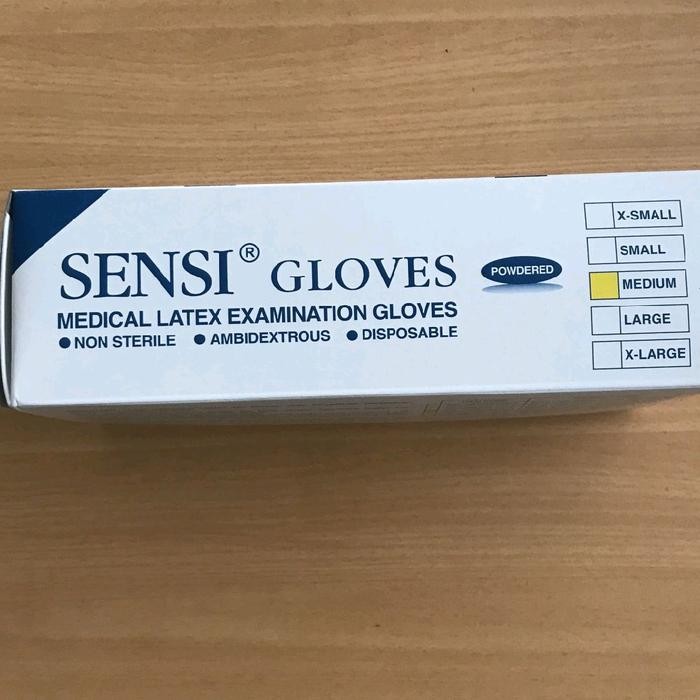 SENSI® GLOVES
POWDERED
MEDICAL LATEX EXAMINATION GLOVES
● NON STERILE ● AMBIDEXTROUS ● DISPOSABLE
X-SMALL
SMALL
MEDIUM
LARGE
X-LARGE